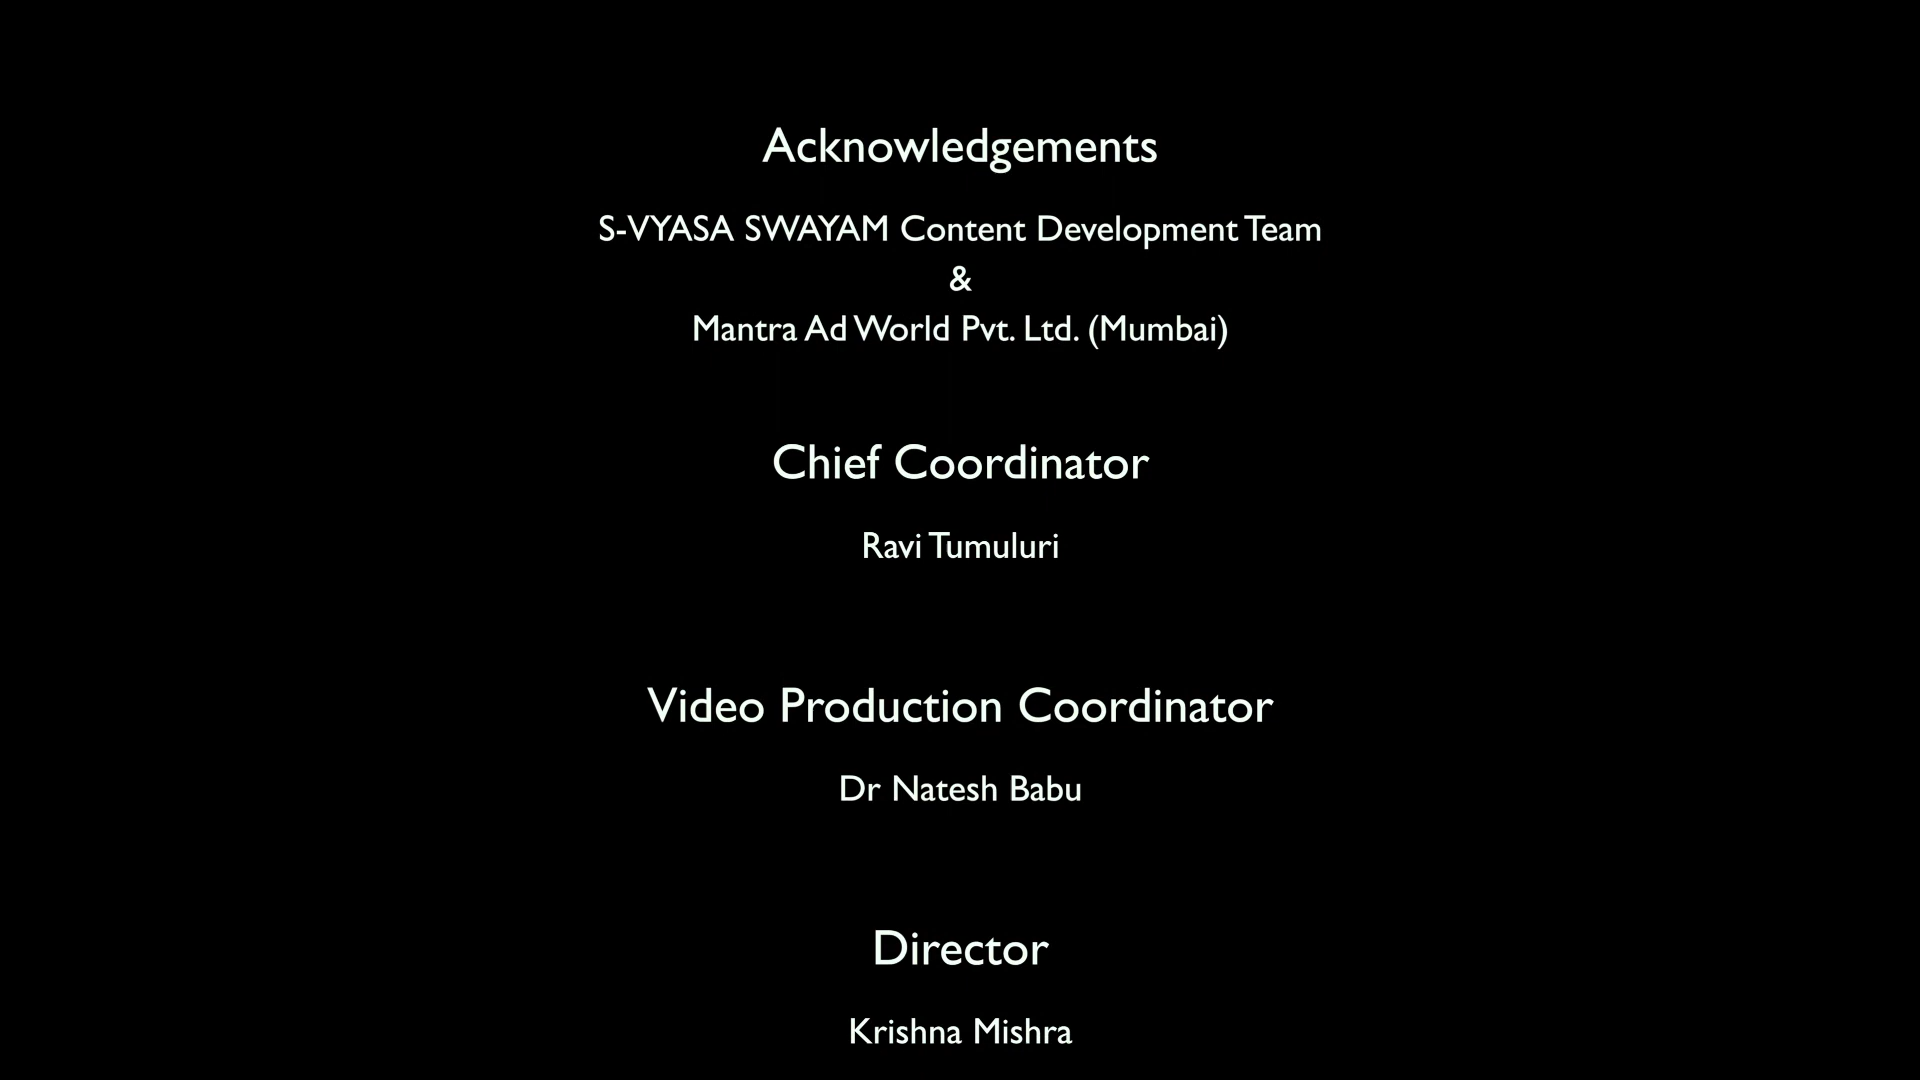 Acknowledgements
S-VYASA SWAYAM Content Development Team
&
Mantra Ad World Pvt. Ltd. (Mumbai)
Chief Coordinator
Ravi Tumuluri
Video Production Coordinator
Dr Natesh Babu
Director
Krishna Mishra